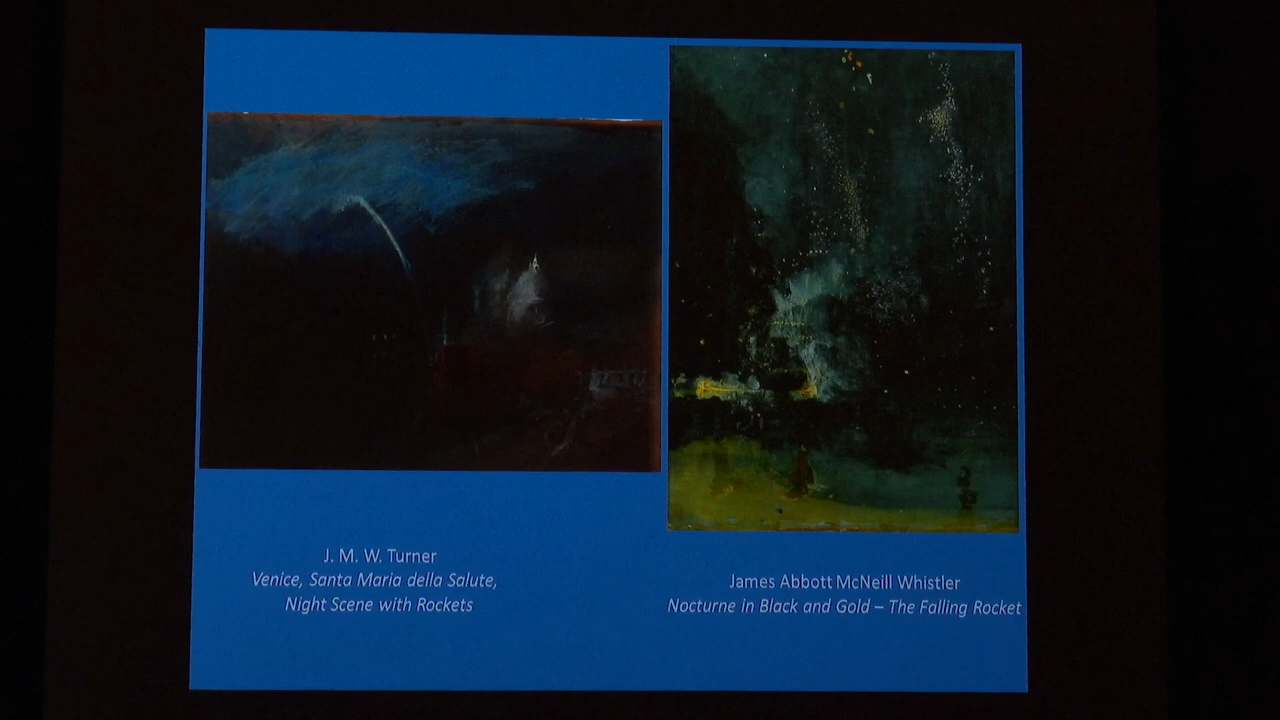 J. M. W. Turner
Venice, Santa Maria della Salute,
Night Scene with Rockets
James Abbott McNeill Whistler
Nocturne in Black and Gold – The Falling Rocket